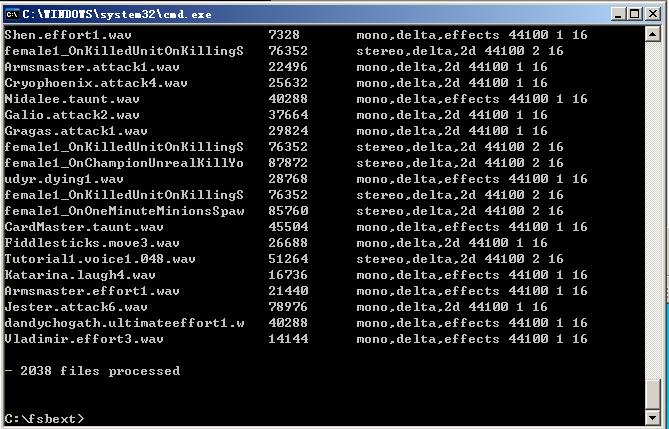 C:\WINDOWS\system32\cmd.exe
Shen.effort1.wav 7328 mono,delta,effects 44100 1 16
female1_OnKilledUnitOnKillingS 76352 stereo,delta,2d 44100 2 16
Armsmaster.attack1.wav 22496 mono,delta,2d 44100 1 16
Cryophoenix.attack4.wav 25632 mono,delta,2d 44100 1 16
Nidalee.taunt.wav 40288 mono,delta,effects 44100 1 16
Galio.attack2.wav 37664 mono,delta,2d 44100 1 16
Gragas.attack1.wav 29824 mono,delta,2d 44100 1 16
female1_OnKilledUnitOnKillingS 76352 stereo,delta,2d 44100 2 16
female1_OnChampionUnrealKillYo 87872 stereo,delta,2d 44100 2 16
udyr.dying1.wav 28768 mono,delta,effects 44100 1 16
female1_OnKilledUnitOnKillingS 76352 stereo,delta,2d 44100 2 16
female1_OnOneMinuteMinionsSpaw 85760 stereo,delta,2d 44100 2 16
CardMaster.taunt.wav 45504 mono,delta,effects 44100 1 16
Fiddlesticks.move3.wav 26688 mono,delta,2d 44100 1 16
Tutorial1.voice1.048.wav 51264 stereo,delta,2d 44100 2 16
Katarina.laugh4.wav 16736 mono,delta,effects 44100 1 16
Armsmaster.effort1.wav 21440 mono,delta,effects 44100 1 16
Jester.attack6.wav 78976 mono,delta,2d 44100 1 16
dandychogath.ultimateeffort1.w 40288 mono,delta,effects 44100 1 16
Vladimir.effort3.wav 14144 mono,delta,effects 44100 1 16
- 2038 files processed
C:\fsbext>